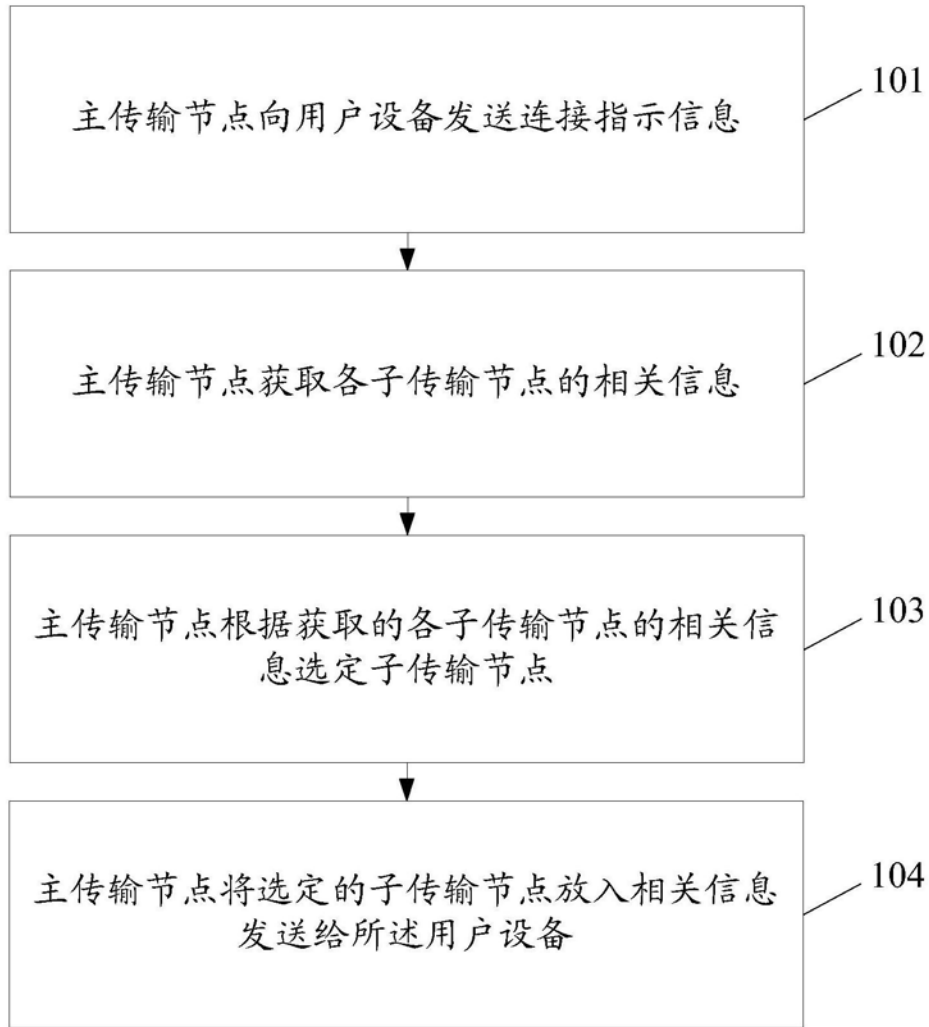 主传输节点向用户设备发送连接指示信息
101
主传输节点获取各子传输节点的相关信息
102
主传输节点根据获取的各子传输节点的相关信
息选定子传输节点
103
主传输节点将选定的子传输节点放入相关信息
发送给所述用户设备
104